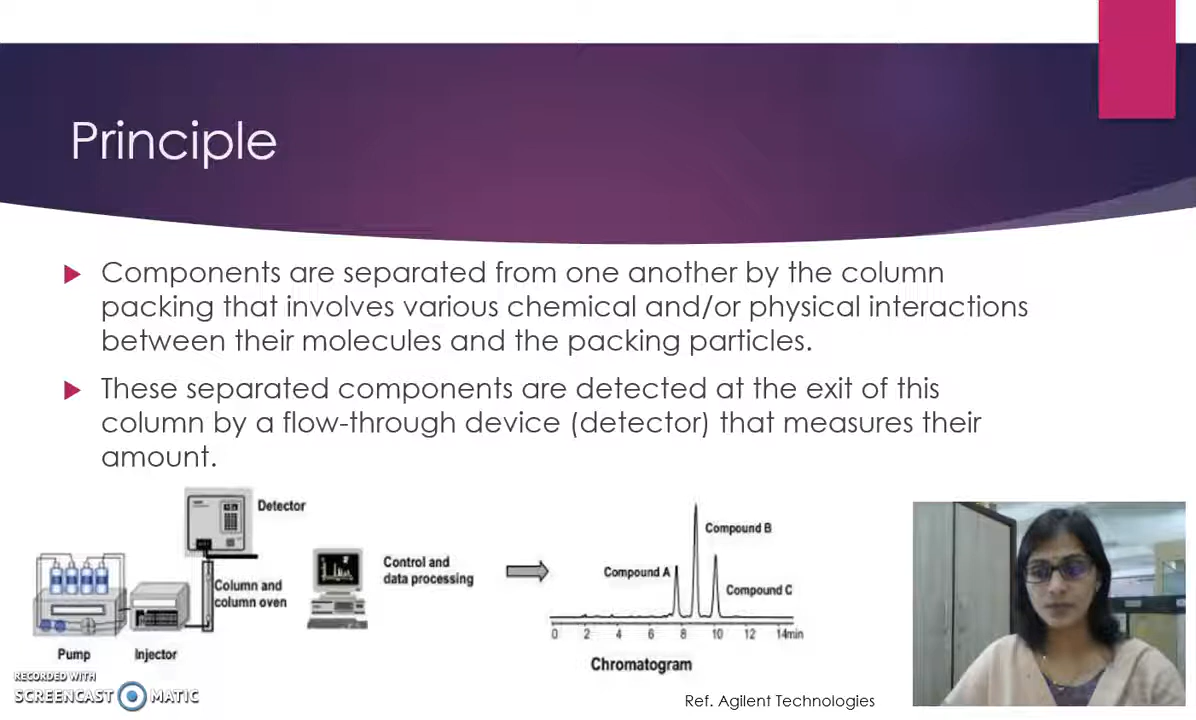 Principle
Components are separated from one another by the column
packing that involves various chemical and/or physical interactions
between their molecules and the packing particles.
These separated components are detected at the exit of this
column by a flow-through device (detector) that measures their
amount.
Detector
Control and
data processing
Column and
column oven
Pump
Injector
Compound A
Compound B
Compound C
0 2 4 6 8 10 12 14min
Chromatogram
RECORDED WITH
SCREENCAST MATIC
Ref. Agilent Technologies